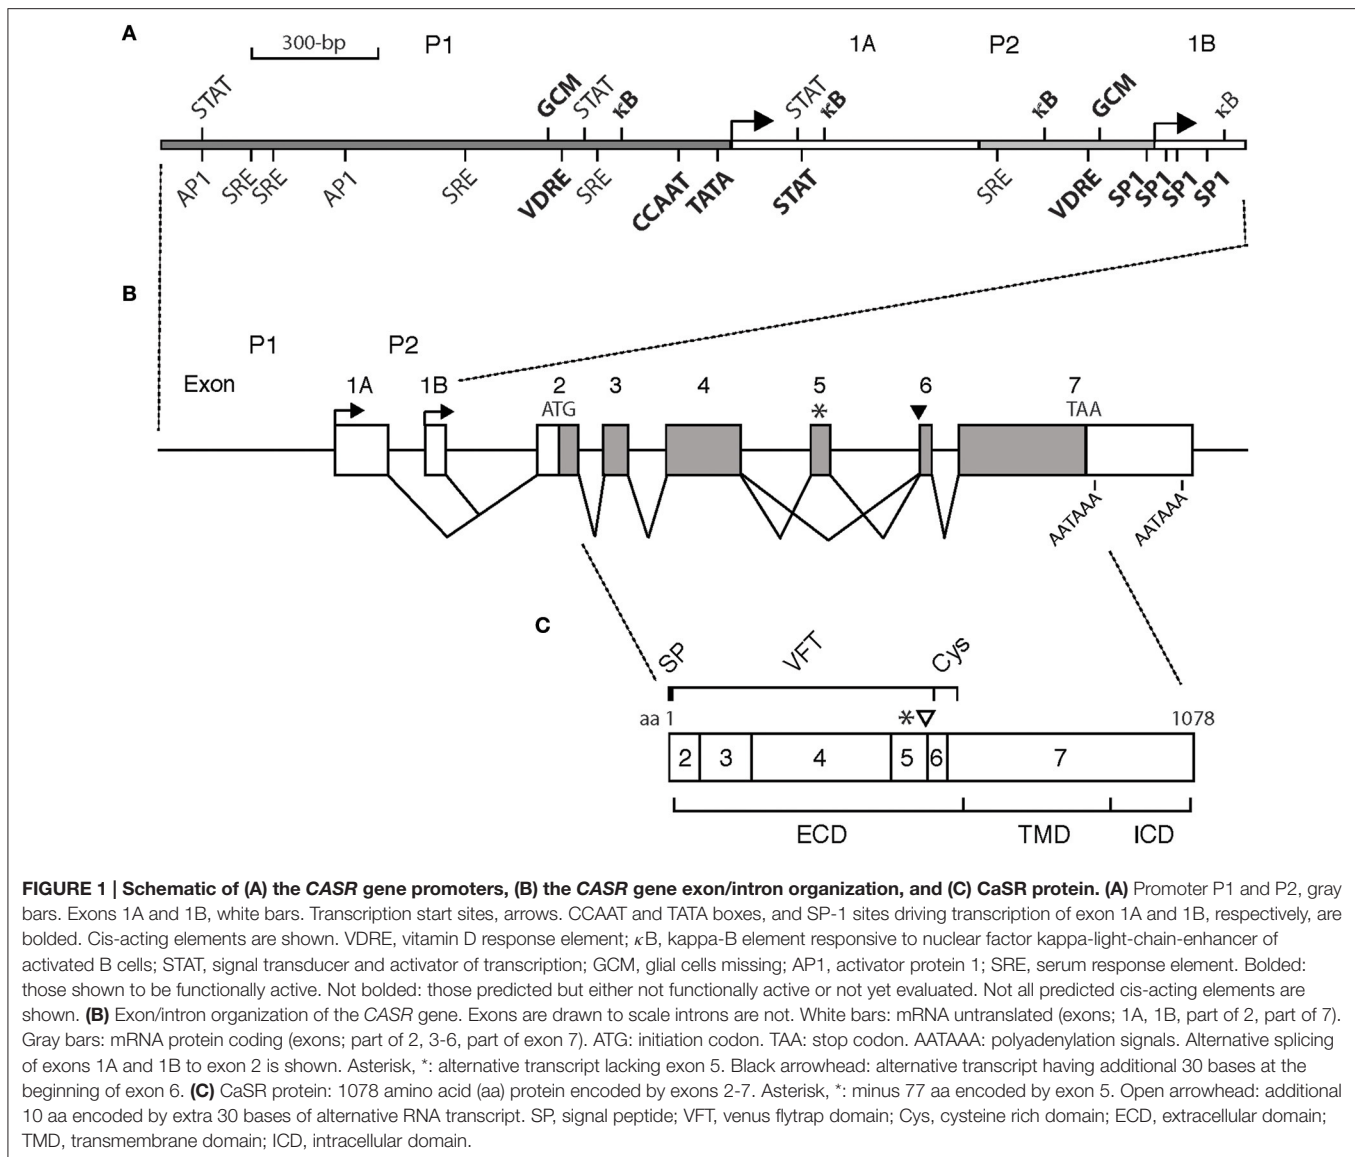 A
300-bp P1 1A P2 1B
STAT GCM STAT κB STAT κB κB GCM κB
AP1 SRE SRE AP1 SRE VDRE SRE CCAAT TATA STAT SRE VDRE SP1 SP1 SP1 SP1
B
P1 P2
Exon 1A 1B 2 3 4 5 6 7
ATG * TAA
AATAAA AATAAA
C
SP VFT Cys
aa 1 * 1078
2 3 4 5 6 7
ECD TMD ICD
FIGURE 1 | Schematic of (A) the CASR gene promoters, (B) the CASR gene exon/intron organization, and (C) CaSR protein. (A) Promoter P1 and P2, gray
bars. Exons 1A and 1B, white bars. Transcription start sites, arrows. CCAAT and TATA boxes, and SP-1 sites driving transcription of exon 1A and 1B, respectively, are
bolded. Cis-acting elements are shown. VDRE, vitamin D response element; κB, kappa-B element responsive to nuclear factor kappa-light-chain-enhancer of
activated B cells; STAT, signal transducer and activator of transcription; GCM, glial cells missing; AP1, activator protein 1; SRE, serum response element. Bolded:
those shown to be functionally active. Not bolded: those predicted but either not functionally active or not yet evaluated. Not all predicted cis-acting elements are
shown. (B) Exon/intron organization of the CASR gene. Exons are drawn to scale introns are not. White bars: mRNA untranslated (exons; 1A, 1B, part of 2, part of 7).
Gray bars: mRNA protein coding (exons; part of 2, 3-6, part of exon 7). ATG: initiation codon. TAA: stop codon. AATAAA: polyadenylation signals. Alternative splicing
of exons 1A and 1B to exon 2 is shown. Asterisk, *: alternative transcript lacking exon 5. Black arrowhead: alternative transcript having additional 30 bases at the
beginning of exon 6. (C) CaSR protein: 1078 amino acid (aa) protein encoded by exons 2-7. Asterisk, *: minus 77 aa encoded by exon 5. Open arrowhead: additional
10 aa encoded by extra 30 bases of alternative RNA transcript. SP, signal peptide; VFT, venus flytrap domain; Cys, cysteine rich domain; ECD, extracellular domain;
TMD, transmembrane domain; ICD, intracellular domain.